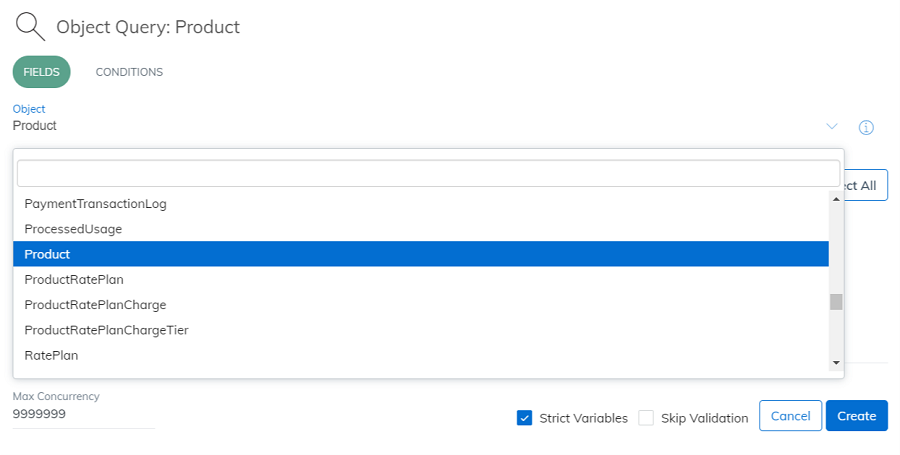 Object Query: Product
FIELDS CONDITIONS
Object
Product
ect All
PaymentTransactionLog
ProcessedUsage
Product
ProductRatePlan
ProductRatePlanCharge
ProductRatePlanChargeTier
RatePlan
Max Concurrency
9999999
Strict Variables Skip Validation Cancel Create